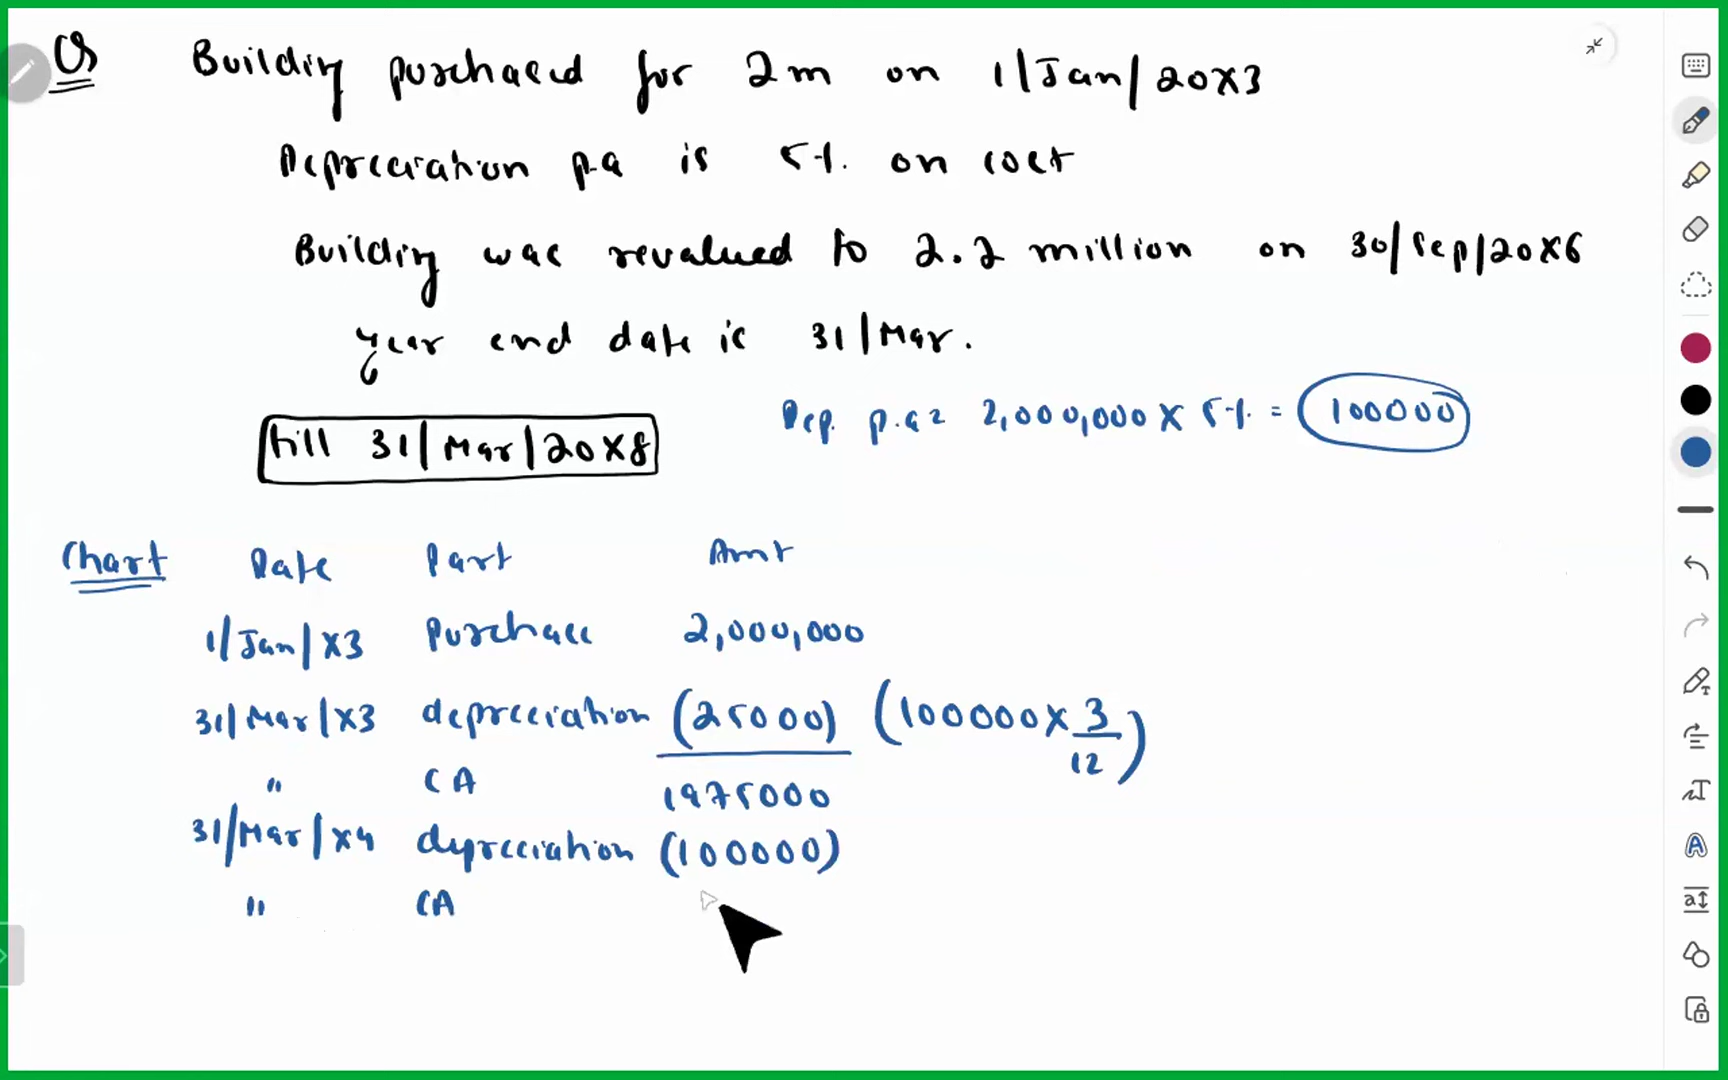 Qs Building purchased for 2m on 1/Jan/20X3
Depreciation p.a is 5%. on cost
Building was revalued to 2.2 million on 30/Sep/20X6
year end date is 31/Mar.
till 31/Mar/20X8
Dep. p.a = 2,000,000 X 5% = 100000
Chart Date Part Amt
1/Jan/X3 Purchase 2,000,000
31/Mar/X3 depreciation (25000) (100000 X 3/12)
" CA 1975000
31/Mar/X4 depreciation (100000)
" CA